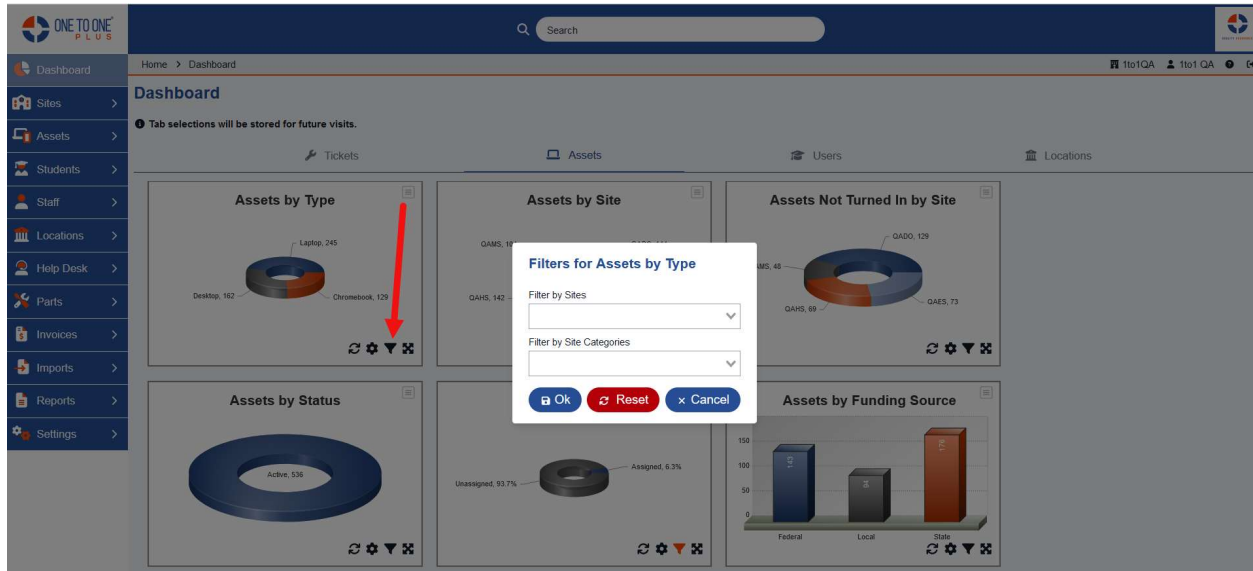 ONE TO ONE
PLUS
Search
Dashboard
Home > Dashboard
1to1QA 1to1 QA
Sites
Assets
Students
Staff
Locations
Help Desk
Parts
Invoices
Imports
Reports
Settings
Dashboard
Tab selections will be stored for future visits.
Tickets
Assets
Users
Locations
Assets by Type
Laptop, 245
Desktop, 162
Chromebook, 129
Assets by Site
QAHS, 142
Assets Not Turned In by Site
QADO, 129
QAES, 73
QAHS, 69
Filters for Assets by Type
Filter by Sites
Filter by Site Categories
Ok
Reset
× Cancel
Assets by Status
Active, 536
Assigned, 6.3%
Unassigned, 93.7%
Assets by Funding Source
150
100
50
0
143
84
176
Federal
Local
State